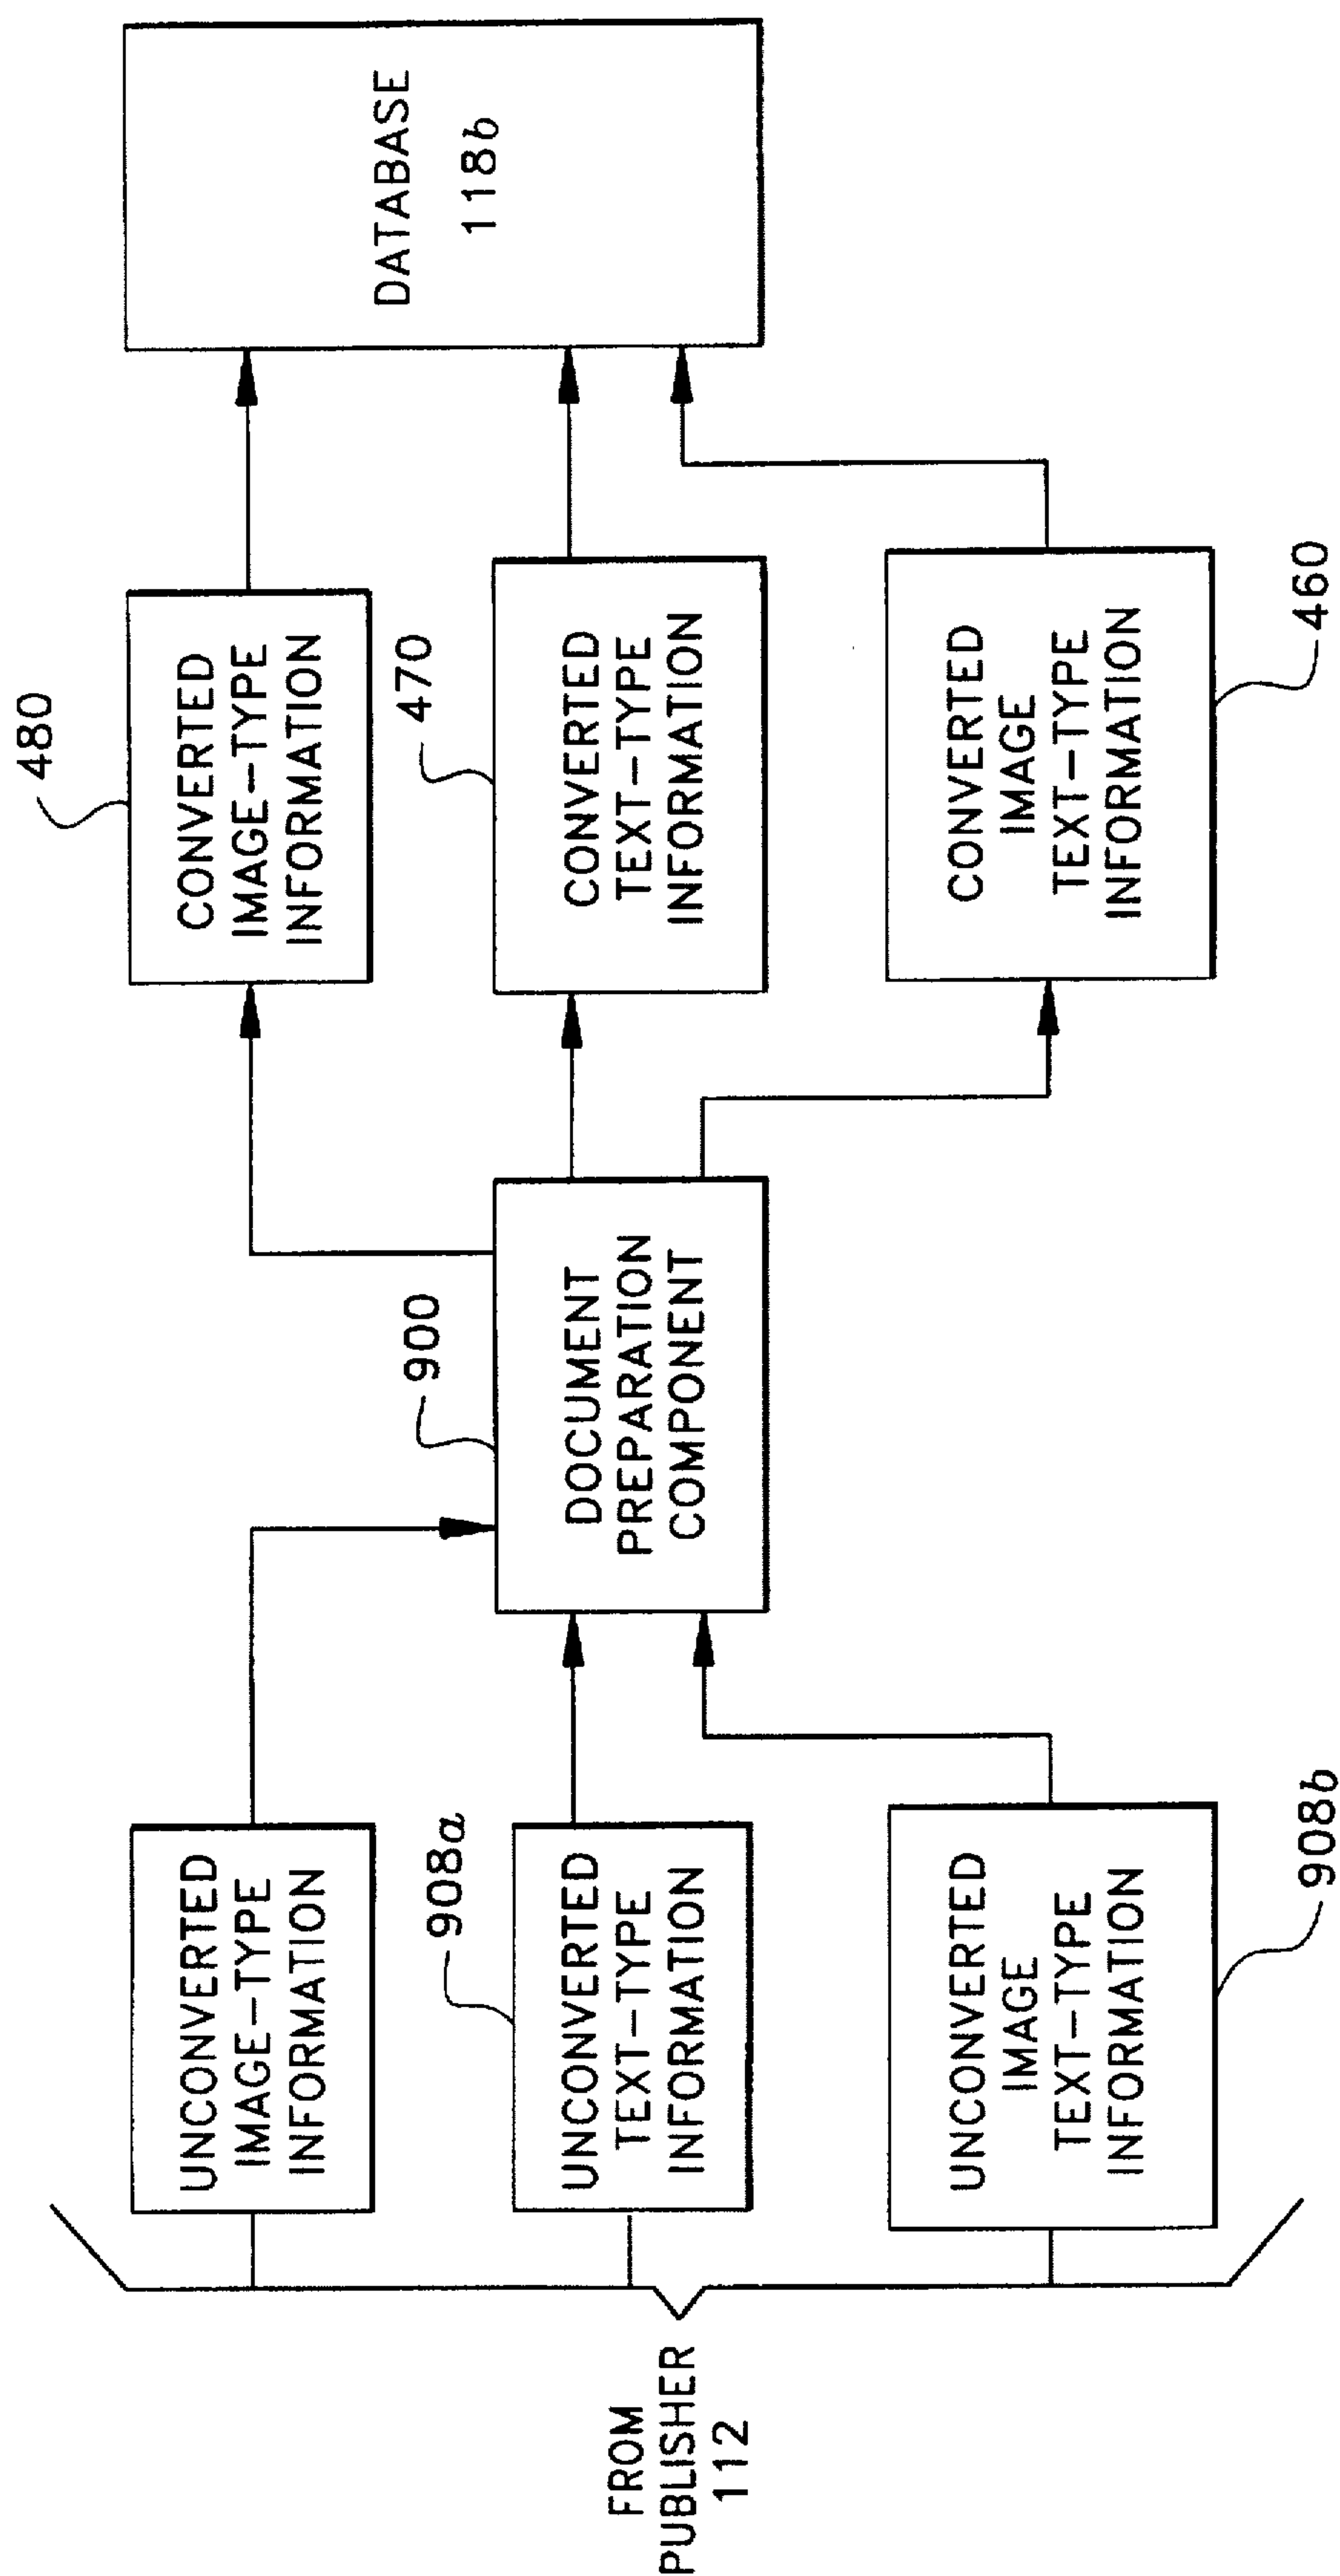 FROM
PUBLISHER
112
UNCONVERTED
IMAGE-TYPE
INFORMATION
908a
UNCONVERTED
TEXT-TYPE
INFORMATION
UNCONVERTED
IMAGE
TEXT-TYPE
INFORMATION
908b
900
DOCUMENT
PREPARATION
COMPONENT
480
CONVERTED
IMAGE-TYPE
INFORMATION
470
CONVERTED
TEXT-TYPE
INFORMATION
CONVERTED
IMAGE
TEXT-TYPE
INFORMATION
460
DATABASE
118b